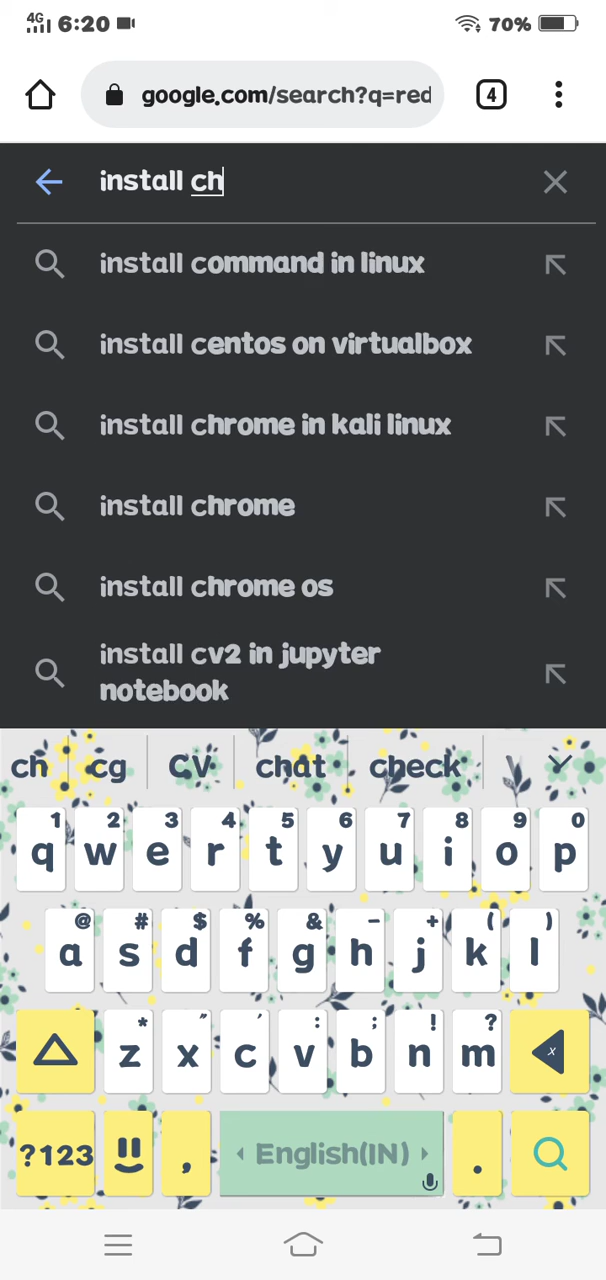 4G 6:20 70%
google.com/search?q=red
4
install ch
install command in linux
install centos on virtualbox
install chrome in kali linux
install chrome
install chrome os
install cv2 in jupyter
notebook
ch cg CV chat check
1 2 3 4 5 6 7 8 9 0
q w e r t y u i o p
@ # $ % & - + ( )
a s d f g h j k l
* " ' : ; ! ?
z x c v b n m x
?123 , English(IN) .